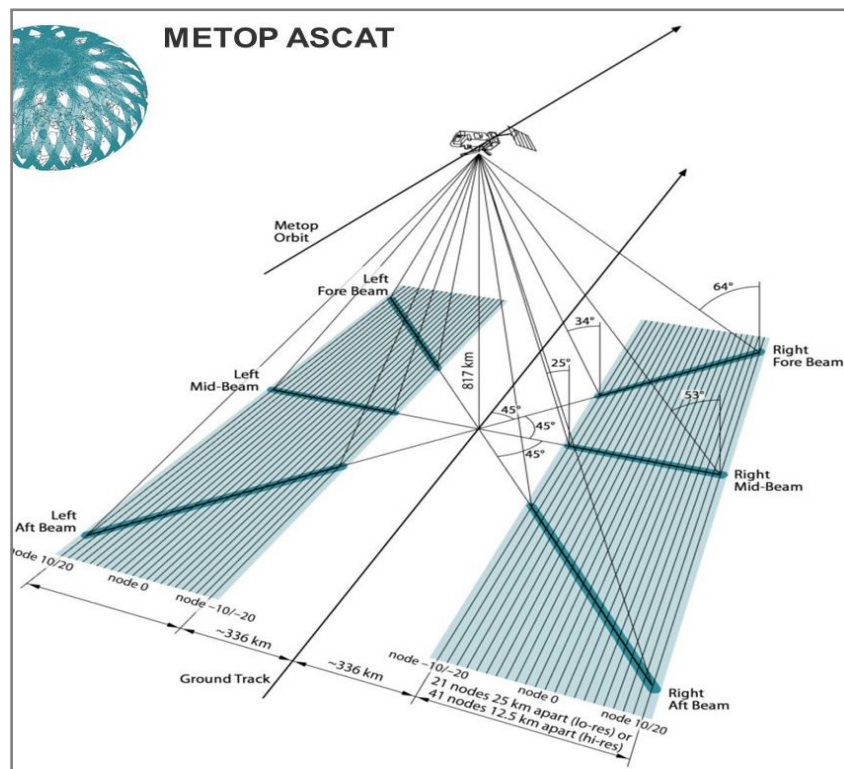 METOP ASCAT
Metop
Orbit
Left
Fore Beam
64°
34°
Right
Fore Beam
817 km
25°
Left
Mid-Beam
53°
45°
45°
45°
Right
Mid-Beam
Left
Aft Beam
node 10/20
node 0
node –10/–20
~336 km
Ground Track
~336 km
node –10/–20
node 0
node 10/20
21 nodes 25 km apart (lo-res) or
41 nodes 12.5 km apart (hi-res)
Right
Aft Beam